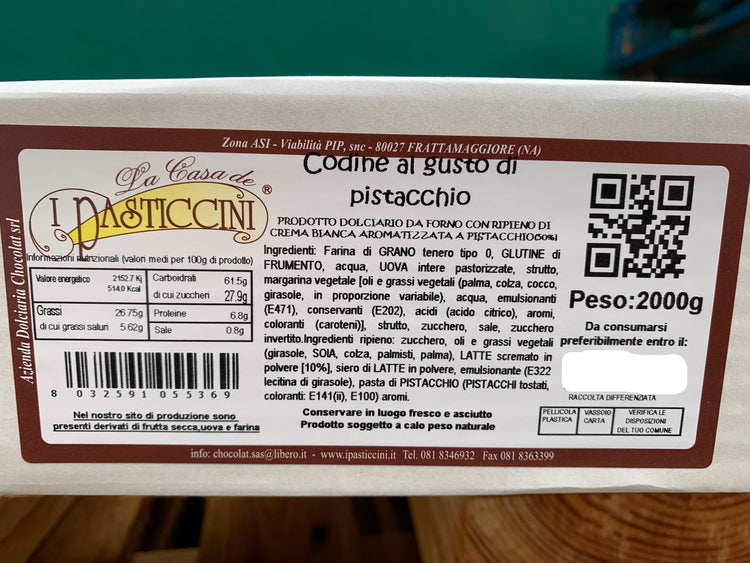 Zona ASI - Viabilità PIP, snc - 80027 FRATTAMAGGIORE (NA)
La Casa de
I PASTICCINI ®
Azienda Dolciaria Chocolat srl
Codine al gusto di
pistacchio
PRODOTTO DOLCIARIO DA FORNO CON RIPIENO DI
CREMA BIANCA AROMATIZZATA A PISTACCHIO(30%)
Informazioni nutrizionali (valori medi per 100g di prodotto)
Valore energetico 2152.7 Kj
514.0 Kcal
Carboidrati 61.5g
di cui zuccheri 27.9g
Grassi 26.75g
di cui grassi saturi 5.62g
Proteine 6.8g
Sale 0.8g
8 032591 055369
Nel nostro sito di produzione sono
presenti derivati di frutta secca,uova e farina
Ingredienti: Farina di GRANO tenero tipo 0, GLUTINE di
FRUMENTO, acqua, UOVA intere pastorizzate, strutto,
margarina vegetale [oli e grassi vegetali (palma, colza, cocco,
girasole, in proporzione variabile), acqua, emulsionanti
(E471), conservanti (E202), acidi (acido citrico), aromi,
coloranti (caroteni)], strutto, zucchero, sale, zucchero
invertito.Ingredienti ripieno: zucchero, oli e grassi vegetali
(girasole, SOIA, colza, palmisti, palma), LATTE scremato in
polvere [10%], siero di LATTE in polvere, emulsionante (E322
lecitina di girasole), pasta di PISTACCHIO (PISTACCHI tostati,
coloranti: E141(ii), E100) aromi.
Conservare in luogo fresco e asciutto
Prodotto soggetto a calo peso naturale
Peso:2000g
Da consumarsi
preferibilmente entro il:
RACCOLTA DIFFERENZIATA
PELLICOLA
PLASTICA
VASSOIO
CARTA
VERIFICA LE
DISPOSIZIONI
DEL TUO COMUNE
info: chocolat.sas@libero.it - www.ipasticcini.it Tel. 081 8346932 Fax 081 8363399